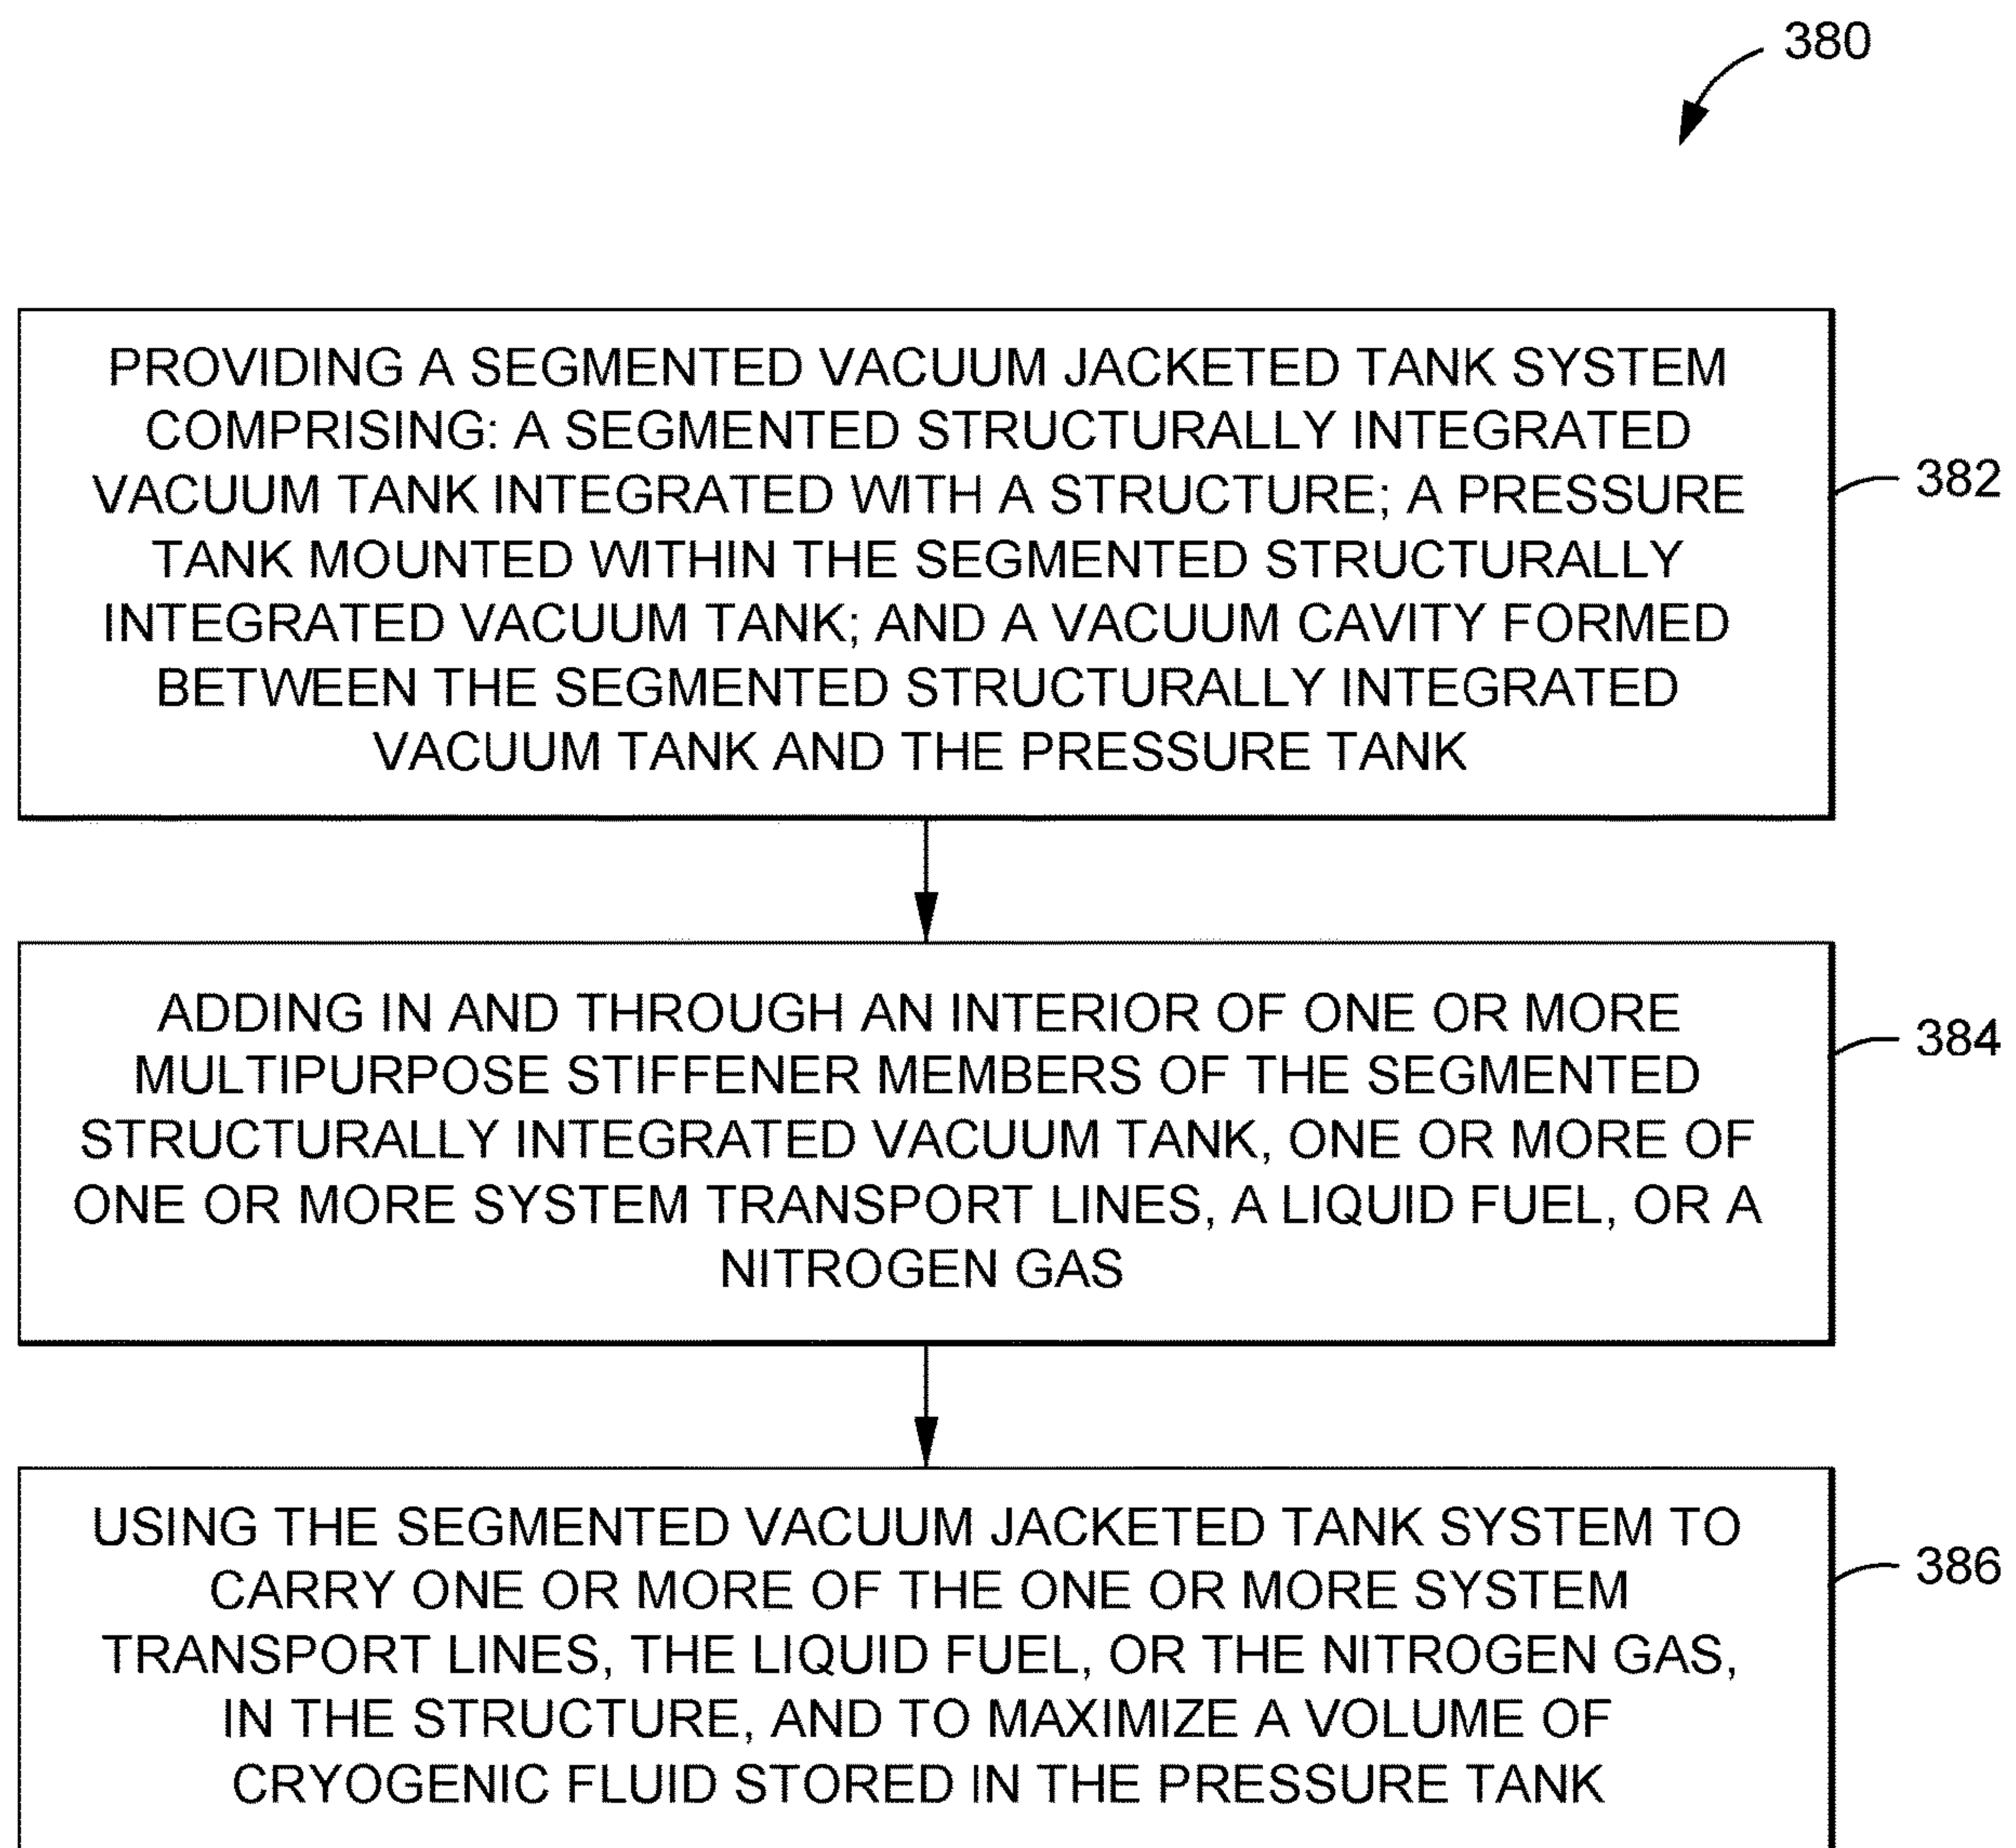 380
PROVIDING A SEGMENTED VACUUM JACKETED TANK SYSTEM
COMPRISING: A SEGMENTED STRUCTURALLY INTEGRATED
VACUUM TANK INTEGRATED WITH A STRUCTURE; A PRESSURE
TANK MOUNTED WITHIN THE SEGMENTED STRUCTURALLY
INTEGRATED VACUUM TANK; AND A VACUUM CAVITY FORMED
BETWEEN THE SEGMENTED STRUCTURALLY INTEGRATED
VACUUM TANK AND THE PRESSURE TANK
382
ADDING IN AND THROUGH AN INTERIOR OF ONE OR MORE
MULTIPURPOSE STIFFENER MEMBERS OF THE SEGMENTED
STRUCTURALLY INTEGRATED VACUUM TANK, ONE OR MORE OF
ONE OR MORE SYSTEM TRANSPORT LINES, A LIQUID FUEL, OR A
NITROGEN GAS
384
USING THE SEGMENTED VACUUM JACKETED TANK SYSTEM TO
CARRY ONE OR MORE OF THE ONE OR MORE SYSTEM
TRANSPORT LINES, THE LIQUID FUEL, OR THE NITROGEN GAS,
IN THE STRUCTURE, AND TO MAXIMIZE A VOLUME OF
CRYOGENIC FLUID STORED IN THE PRESSURE TANK
386